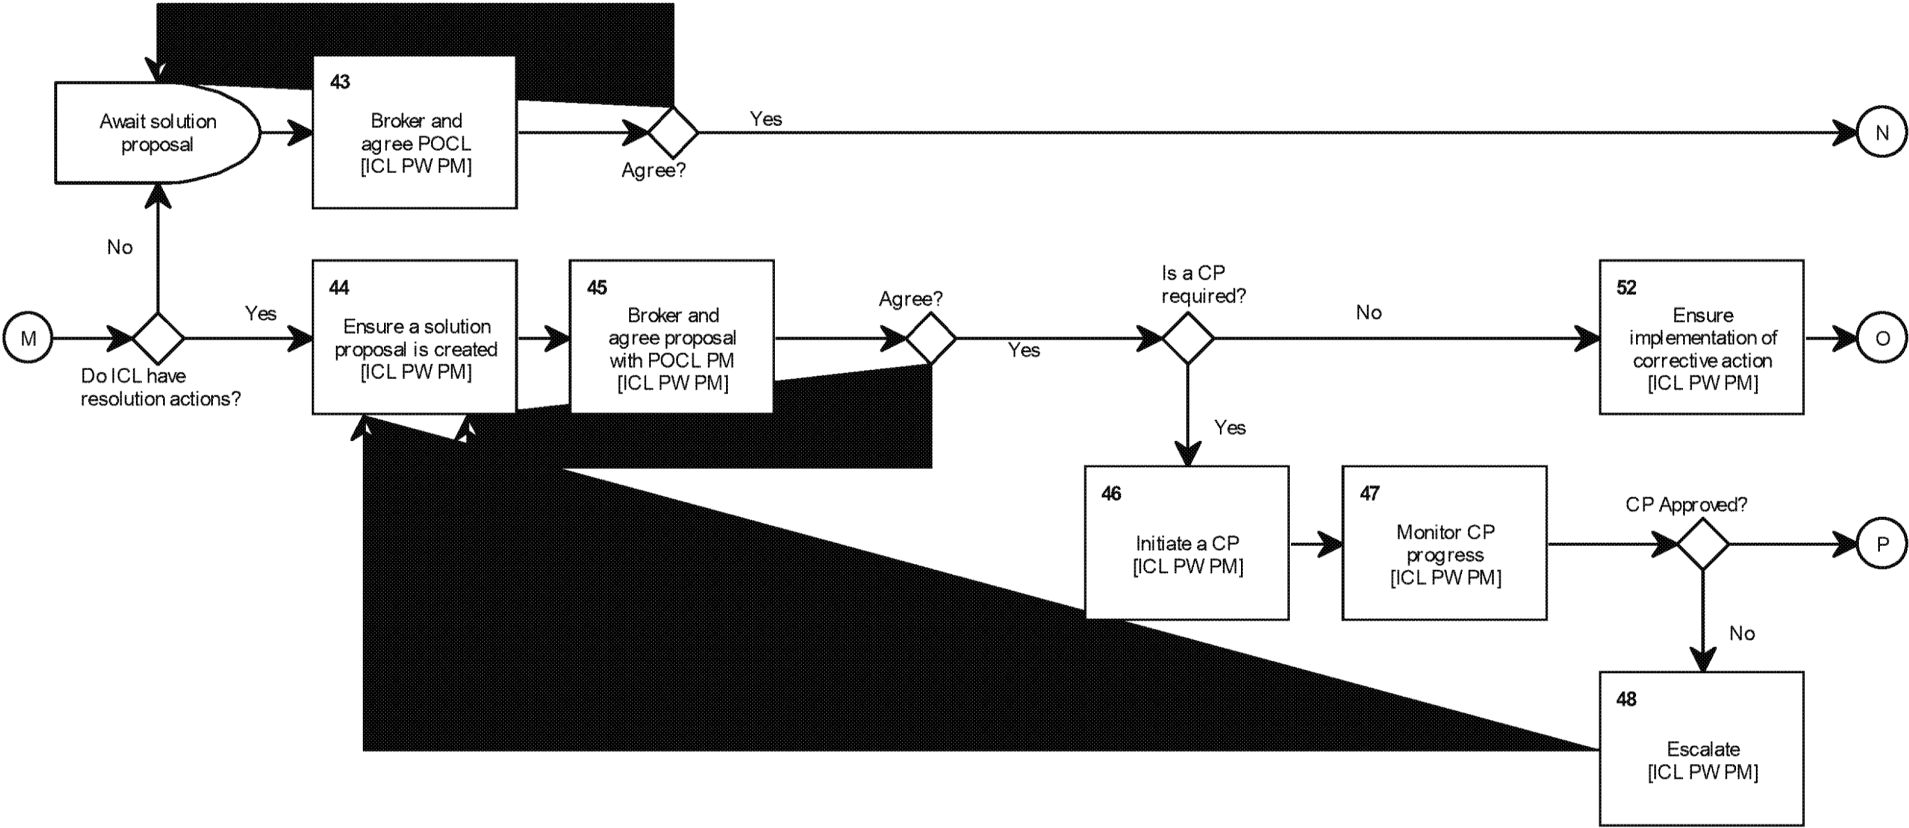 43
Await solution
proposal
Broker and
agree POCL
[ICL PW PM]
Agree?
Yes
N
No
M
Do ICL have
resolution actions?
Yes
44
Ensure a solution
proposal is created
[ICL PW PM]
45
Broker and
agree proposal
with POCL PM
[ICL PW PM]
Agree?
Yes
Is a CP
required?
No
52
Ensure
implementation of
corrective action
[ICL PW PM]
O
Yes
46
Initiate a CP
[ICL PW PM]
47
Monitor CP
progress
[ICL PW PM]
CP Approved?
P
No
48
Escalate
[ICL PW PM]